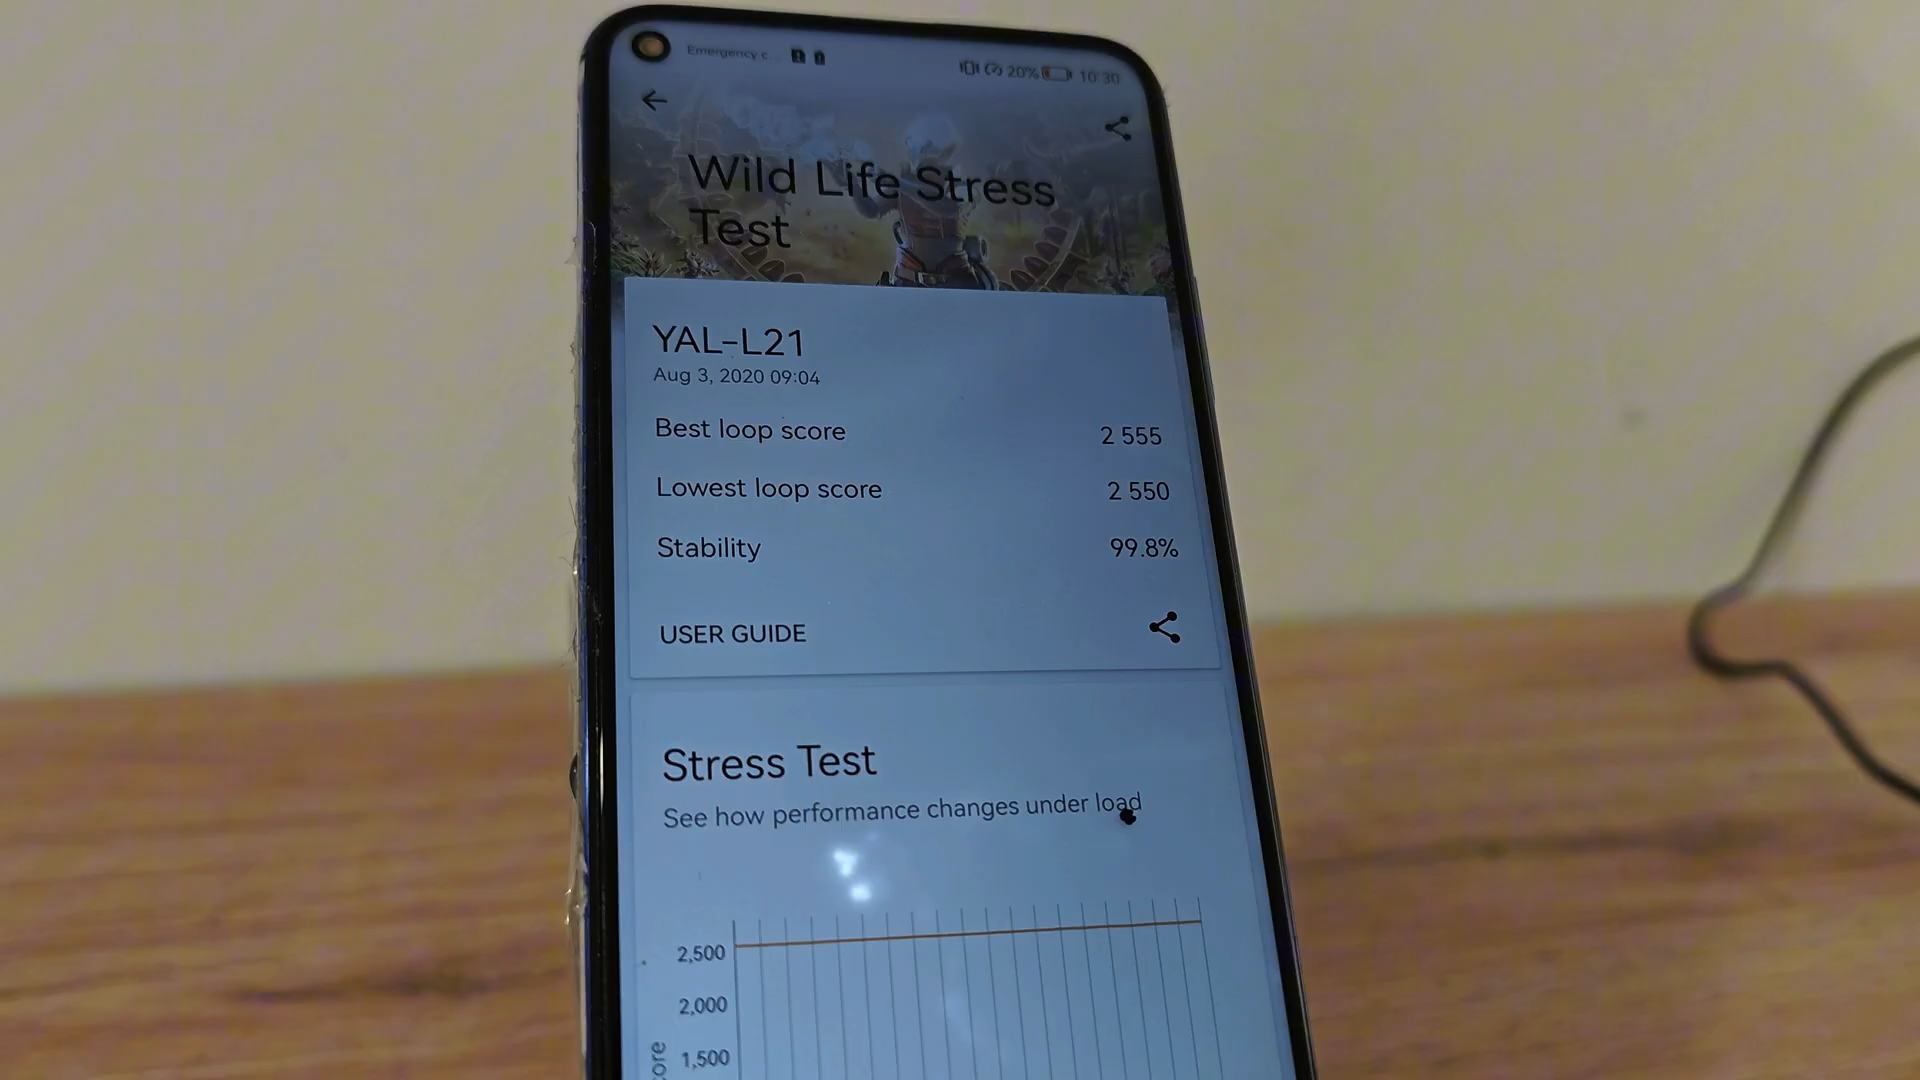 Emergency c...
20% 10:30
Wild Life Stress
Test
YAL-L21
Aug 3, 2020 09:04
Best loop score 2 555
Lowest loop score 2 550
Stability 99.8%
USER GUIDE
Stress Test
See how performance changes under load
2,500
2,000
1,500
ore